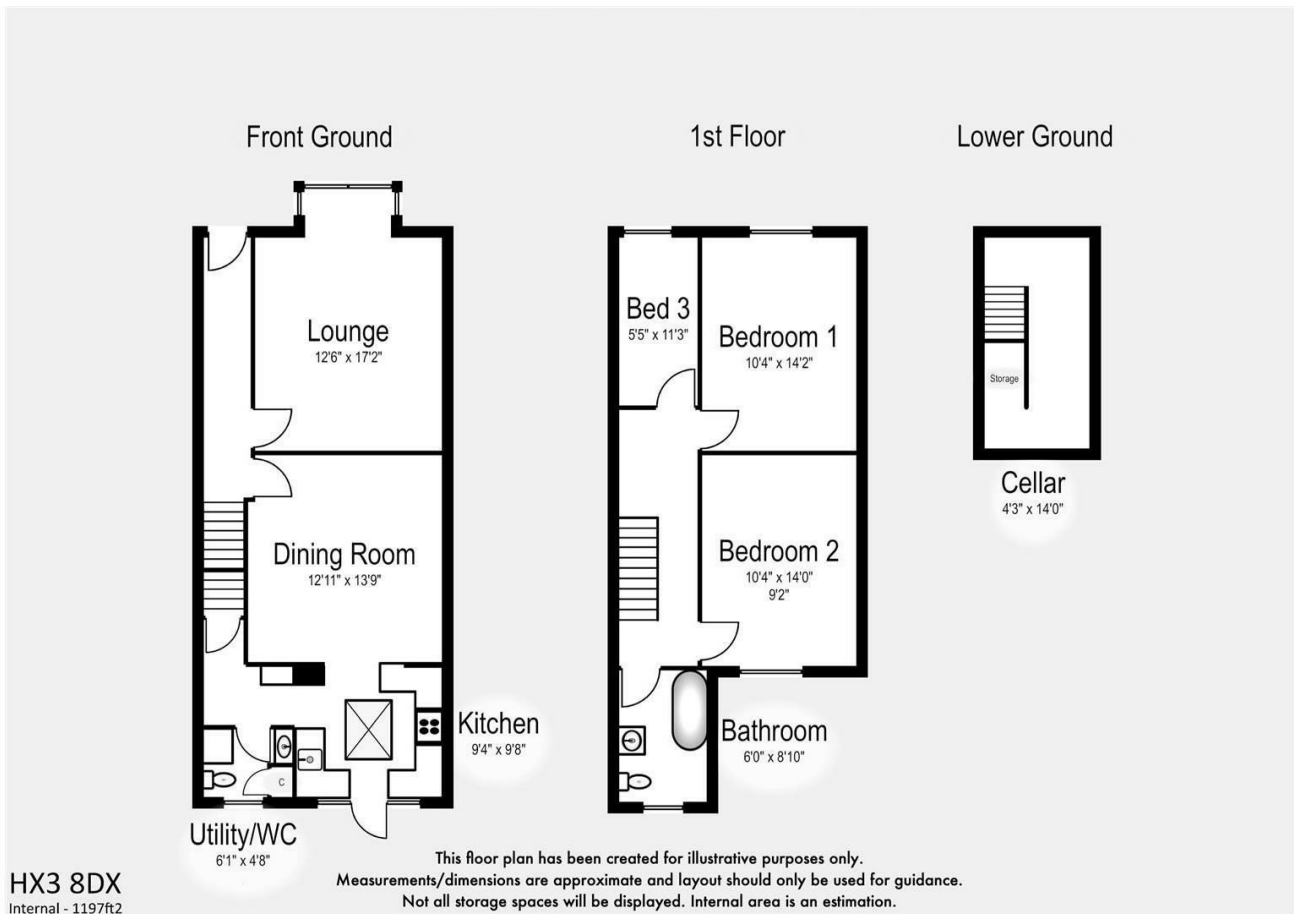 Front Ground
1st Floor
Lower Ground
Lounge
12'6" x 17'2"
Bed 3
5'5" x 11'3"
Bedroom 1
10'4" x 14'2"
Storage
Cellar
4'3" x 14'0"
Dining Room
12'11" x 13'9"
Bedroom 2
10'4" x 14'0"
9'2"
Kitchen
9'4" x 9'8"
C
Bathroom
6'0" x 8'10"
Utility/WC
6'1" x 4'8"
HX3 8DX
Internal - 1197ft2
This floor plan has been created for illustrative purposes only.
Measurements/dimensions are approximate and layout should only be used for guidance.
Not all storage spaces will be displayed. Internal area is an estimation.